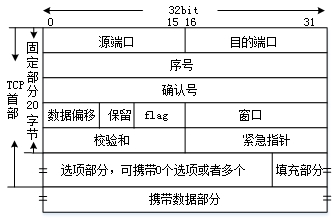 32bit
0 15 16 31
源端口 目的端口
序号
确认号
数据偏移 保留 flag 窗口
校验和 紧急指针
选项部分，可携带0个选项或者多个 填充部分
携带数据部分
TCP首部
固定部分20字节